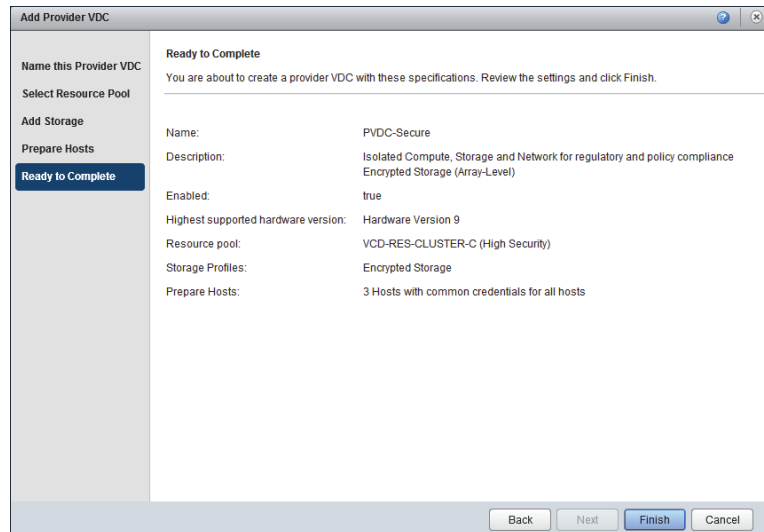 Add Provider VDC
Name this Provider VDC
Select Resource Pool
Add Storage
Prepare Hosts
Ready to Complete
Ready to Complete
You are about to create a provider VDC with these specifications. Review the settings and click Finish.
Name: PVDC-Secure
Description: Isolated Compute, Storage and Network for regulatory and policy compliance
Encrypted Storage (Array-Level)
Enabled: true
Highest supported hardware version: Hardware Version 9
Resource pool: VCD-RES-CLUSTER-C (High Security)
Storage Profiles: Encrypted Storage
Prepare Hosts: 3 Hosts with common credentials for all hosts
Back Next Finish Cancel